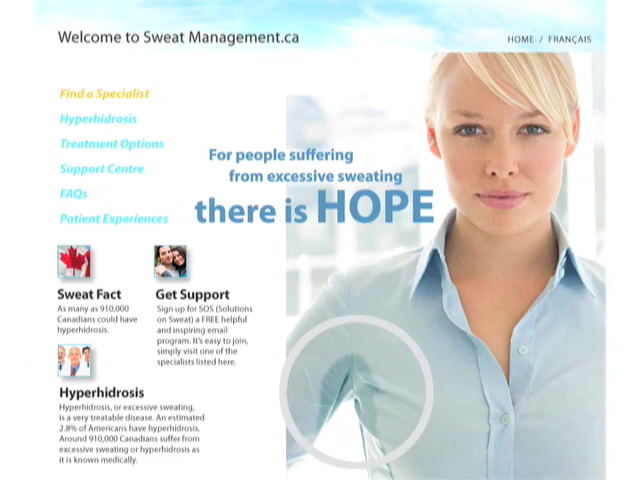 Welcome to Sweat Management.ca
HOME / FRANÇAIS
Find a Specialist
Hyperhidrosis
Treatment Options
Support Centre
FAQs
Patient Experiences
For people suffering
from excessive sweating
there is HOPE
Sweat Fact
As many as 910,000
Canadians could have
hyperhidrosis.
Get Support
Sign up for SOS (Solutions
on Sweat) a FREE helpful
and inspiring email
program. It's easy to join,
simply visit one of the
specialists listed here.
Hyperhidrosis
Hyperhidrosis, or excessive sweating,
is a very treatable disease. An estimated
2.8% of Americans have hyperhidrosis.
Around 910,000 Canadians suffer from
excessive sweating or hyperhidrosis as
it is known medically.